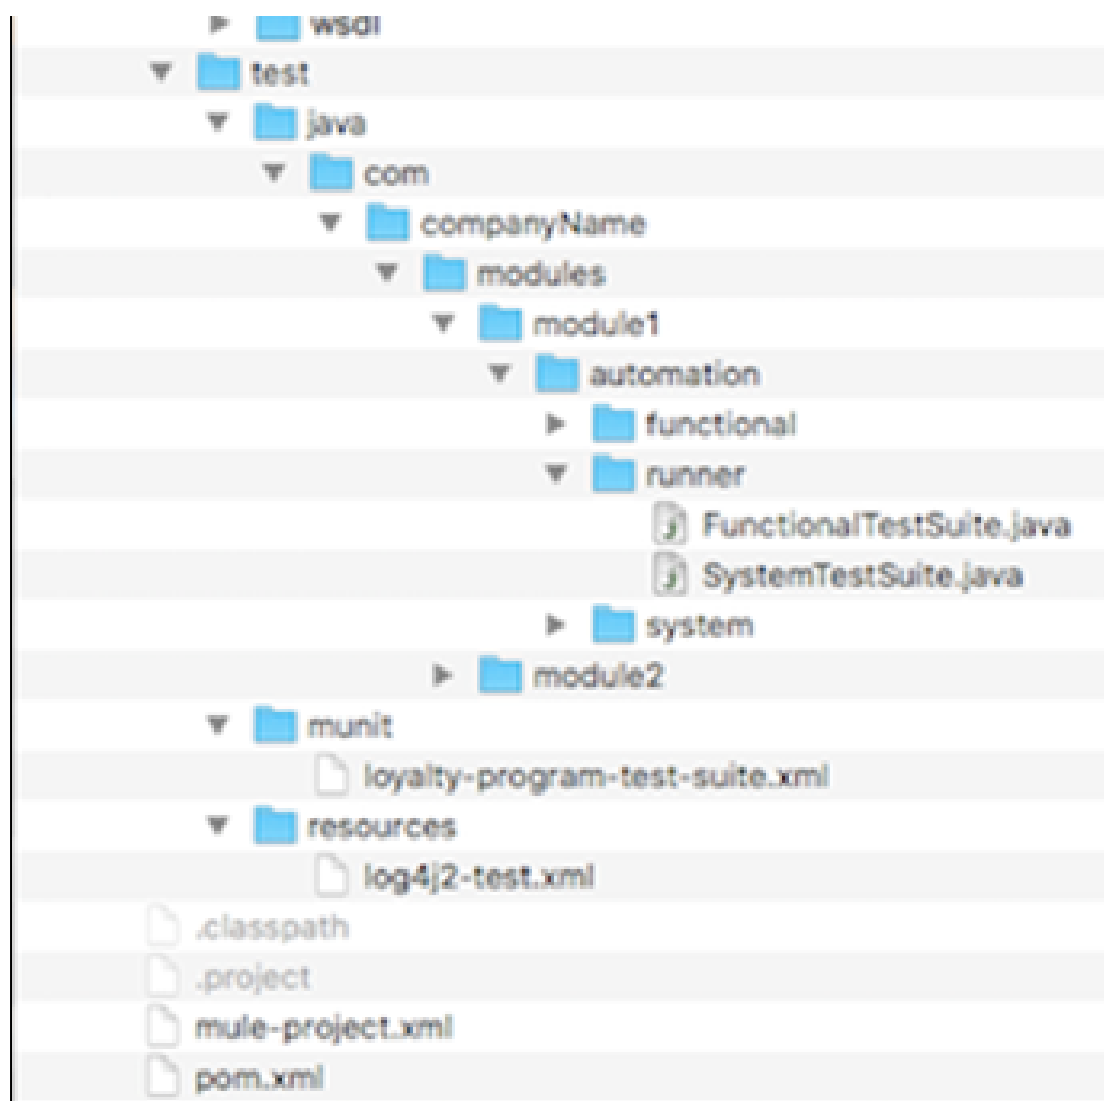 wsdl
test
java
com
companyName
modules
module1
automation
functional
runner
FunctionalTestSuite.java
SystemTestSuite.java
system
module2
munit
loyalty-program-test-suite.xml
resources
log4j2-test.xml
.classpath
.project
mule-project.xml
pom.xml